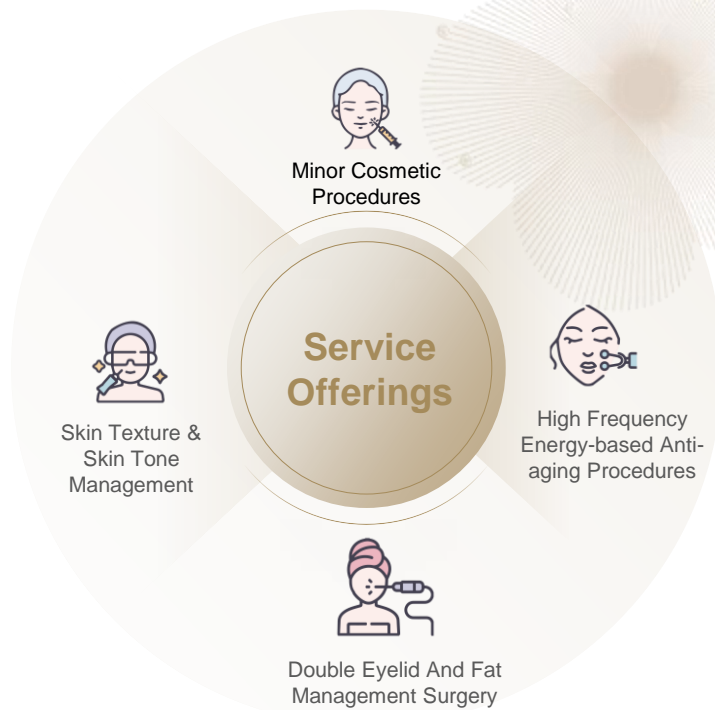 Minor Cosmetic
Procedures
Service
Offerings
Skin Texture &
Skin Tone
Management
High Frequency
Energy-based Anti-
aging Procedures
Double Eyelid And Fat
Management Surgery